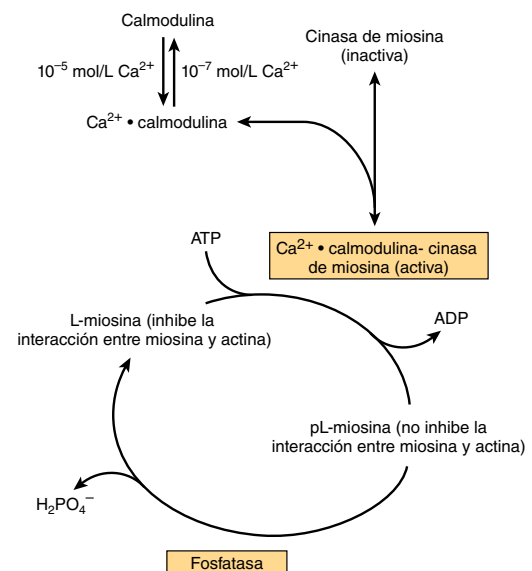 Calmodulina
10⁻⁵ mol/L Ca²⁺
10⁻⁷ mol/L Ca²⁺
Ca²⁺ • calmodulina
Cinasa de miosina
(inactiva)
Ca²⁺ • calmodulina- cinasa
de miosina (activa)
ATP
L-miosina (inhibe la
interacción entre miosina y actina)
ADP
pL-miosina (no inhibe la
interacción entre miosina y actina)
H₂PO₄⁻
Fosfatasa